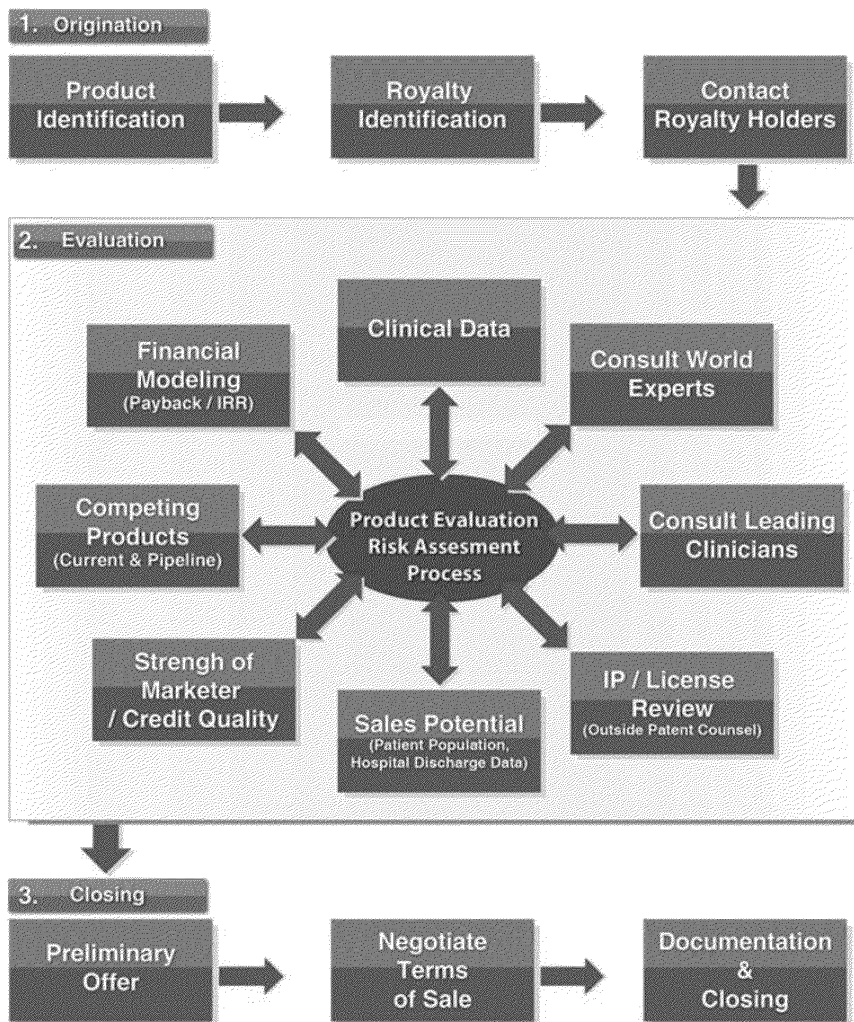 1. Origination
Product
Identification
Royalty
Identification
Contact
Royalty Holders
2. Evaluation
Clinical Data
Financial
Modeling
(Payback / IRR)
Consult World
Experts
Competing
Products
(Current & Pipeline)
Product Evaluation
Risk Assesment
Process
Consult Leading
Clinicians
Strengh of
Marketer
/ Credit Quality
Sales Potential
(Patient Population,
Hospital Discharge Data)
IP / License
Review
(Outside Patent Counsel)
3. Closing
Preliminary
Offer
Negotiate
Terms
of Sale
Documentation
&
Closing